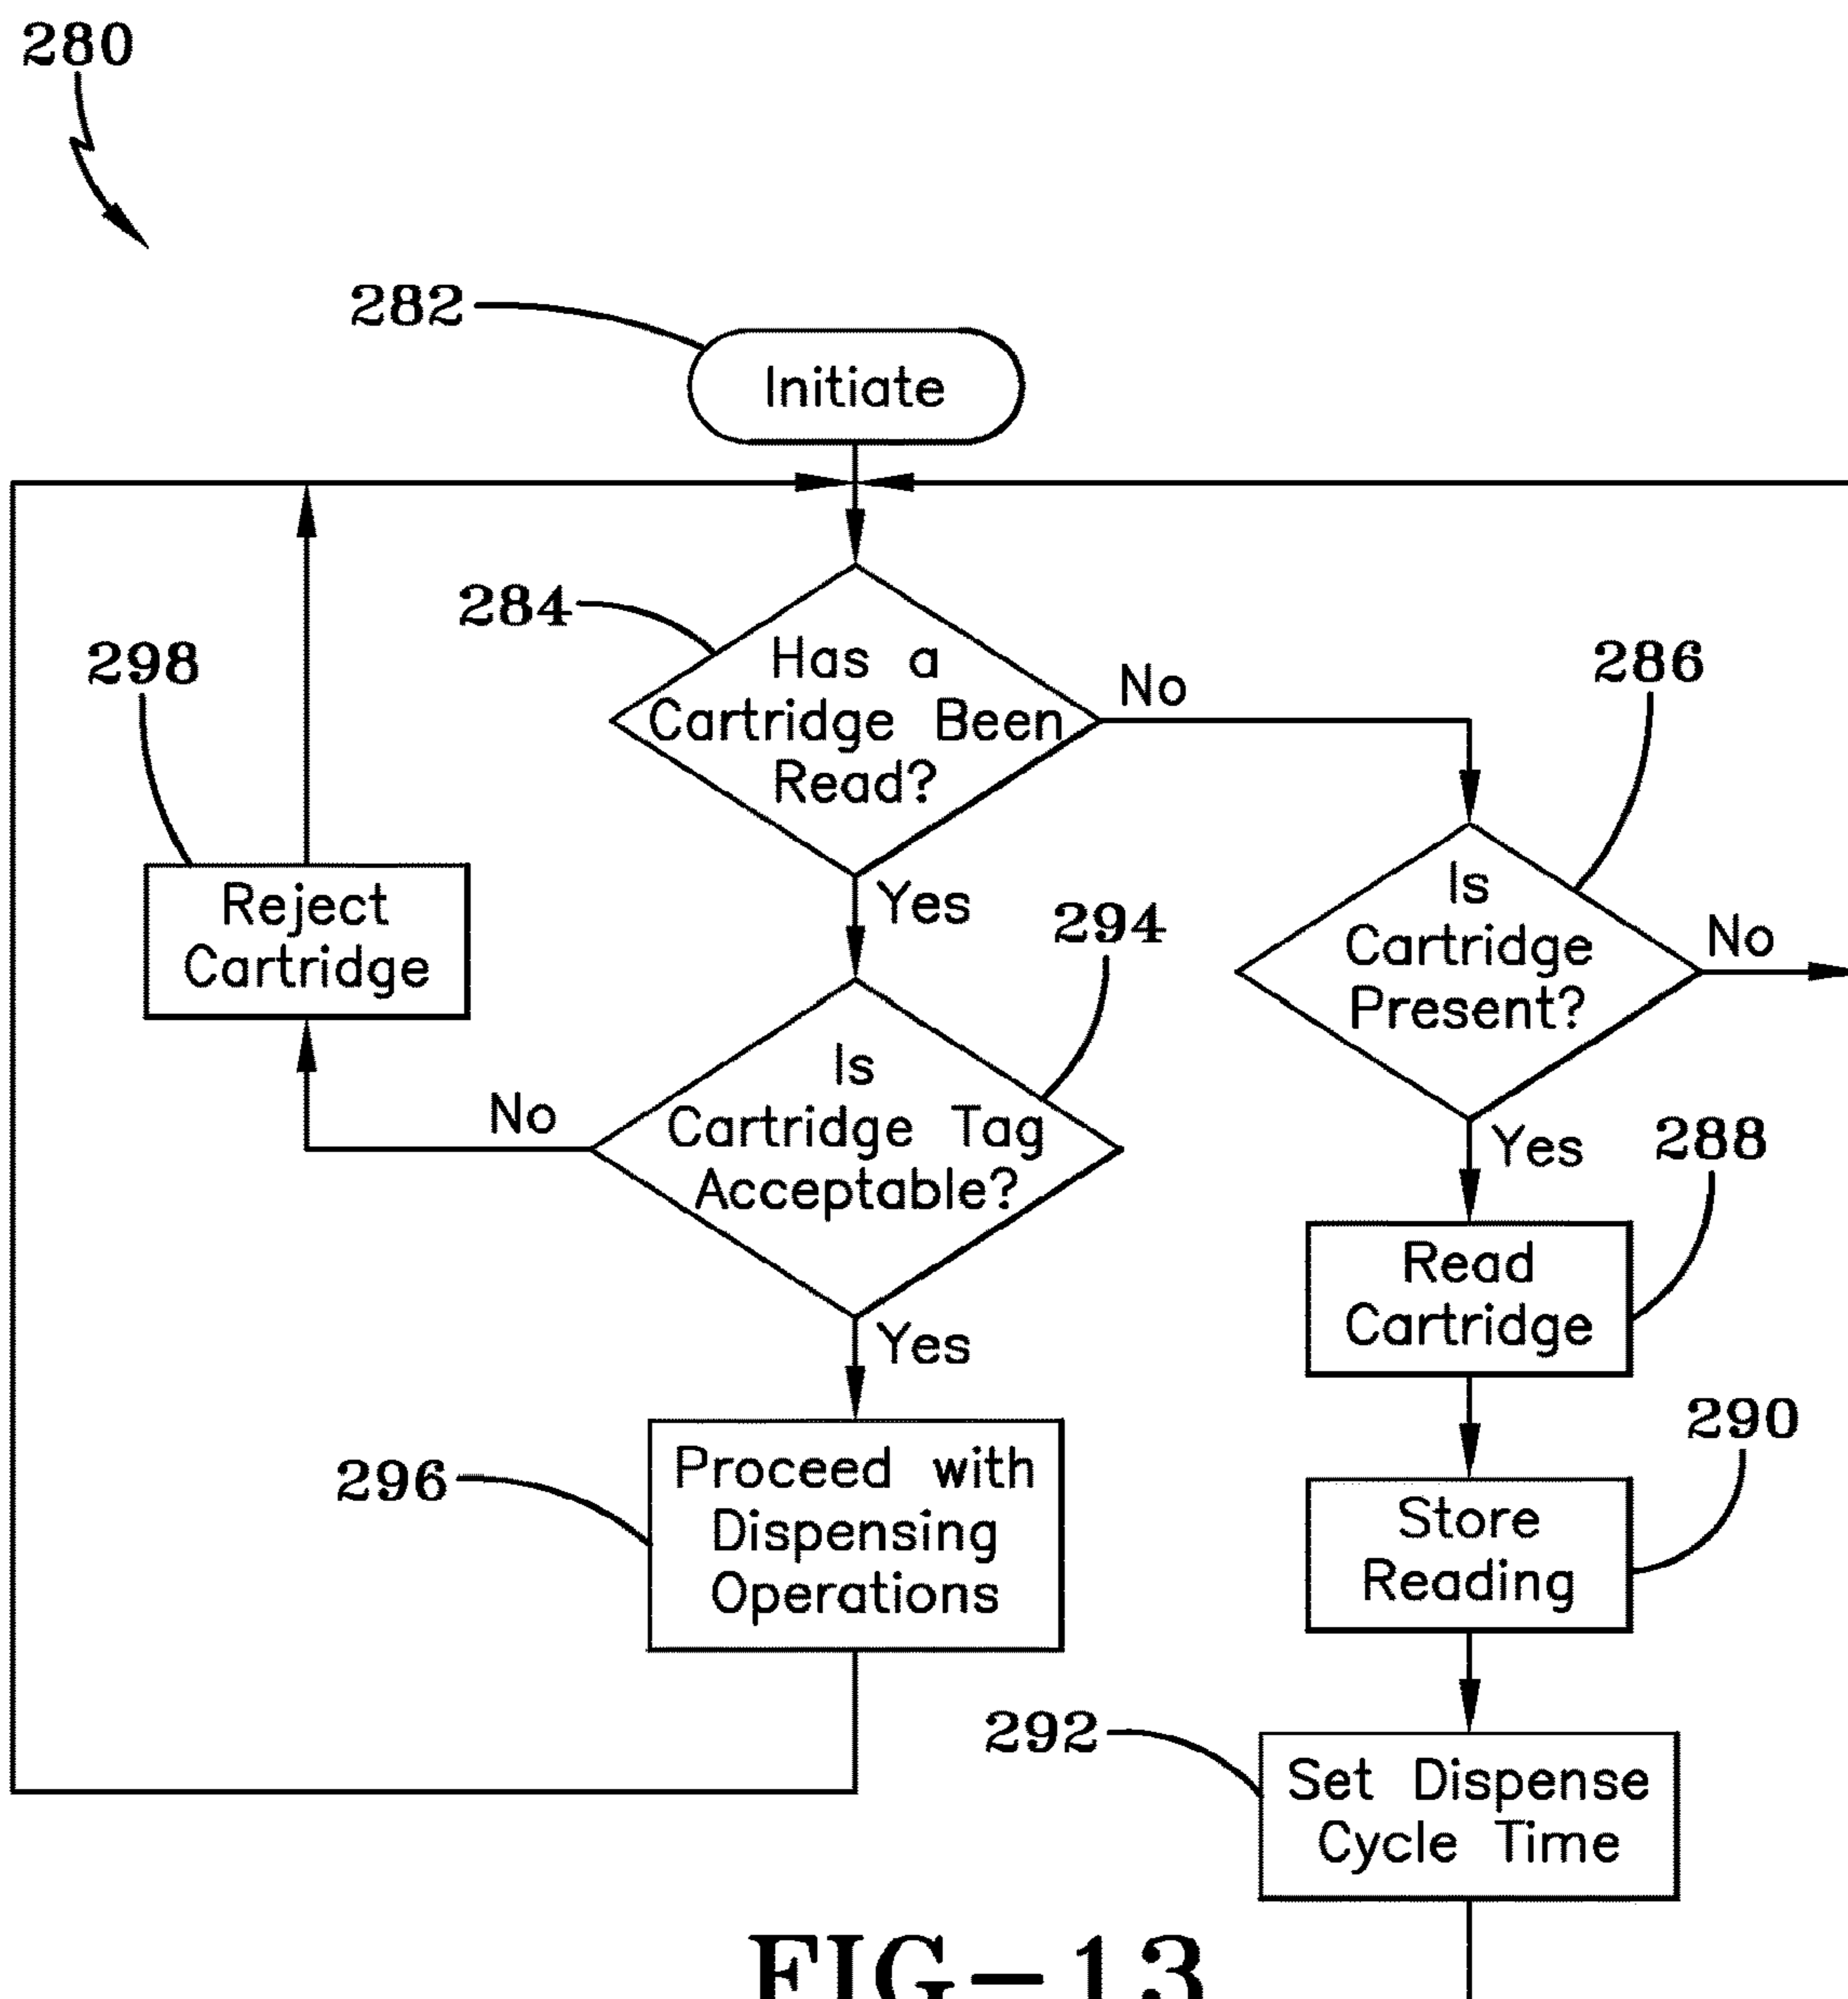 280
282
Initiate
284
Has a
Cartridge Been
Read?
No
286
298
Reject
Cartridge
Yes
294
Is
Cartridge
Present?
No
Is
Cartridge Tag
Acceptable?
No
Yes
288
Read
Cartridge
Yes
290
296
Proceed with
Dispensing
Operations
Store
Reading
292
Set Dispense
Cycle Time
FIG-13